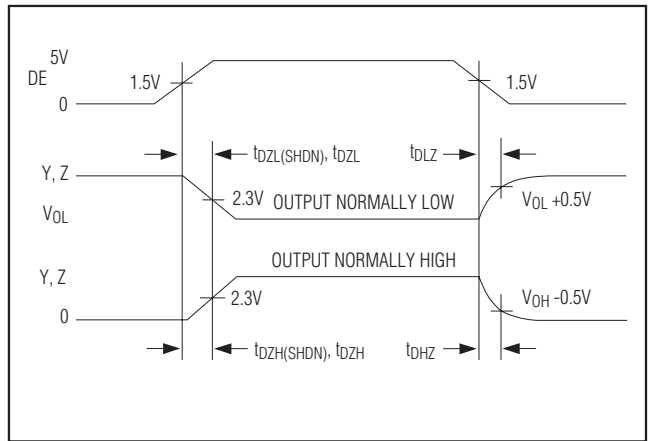 5V
DE
1.5V
1.5V
0
tDZL(SHDN), tDZL
tDLZ
Y, Z
2.3V
OUTPUT NORMALLY LOW
VOL +0.5V
VOL
OUTPUT NORMALLY HIGH
Y, Z
2.3V
VOH -0.5V
0
tDZH(SHDN), tDZH
tDHZ